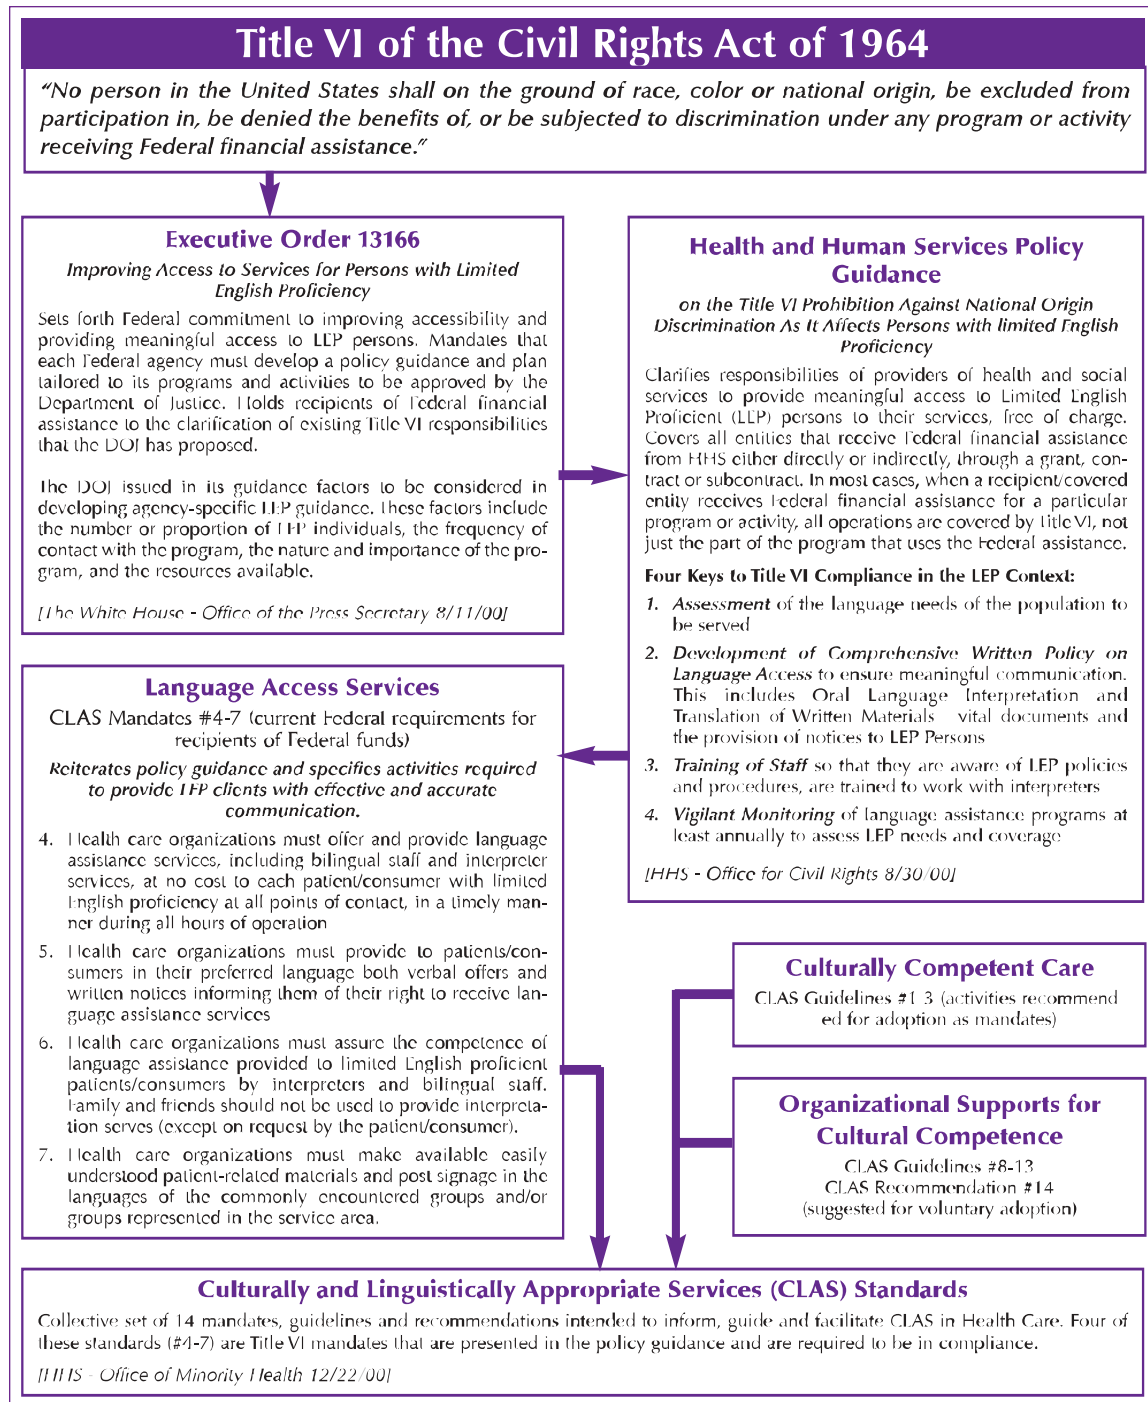 Title VI of the Civil Rights Act of 1964
“No person in the United States shall on the ground of race, color or national origin, be excluded from
participation in, be denied the benefits of, or be subjected to discrimination under any program or activity
receiving Federal financial assistance.”
Executive Order 13166
Improving Access to Services for Persons with Limited
English Proficiency
Sets forth Federal commitment to improving accessibility and
providing meaningful access to LEP persons. Mandates that
each Federal agency must develop a policy guidance and plan
tailored to its programs and activities to be approved by the
Department of Justice. Holds recipients of Federal financial
assistance to the clarification of existing Title VI responsibilities
that the DOJ has proposed.
The DOJ issued in its guidance factors to be considered in
developing agency-specific LEP guidance. These factors include
the number or proportion of LEP individuals, the frequency of
contact with the program, the nature and importance of the pro-
gram, and the resources available.
[The White House - Office of the Press Secretary 8/11/00]
Health and Human Services Policy
Guidance
on the Title VI Prohibition Against National Origin
Discrimination As It Affects Persons with limited English
Proficiency
Clarifies responsibilities of providers of health and social
services to provide meaningful access to Limited English
Proficient (LEP) persons to their services, free of charge.
Covers all entities that receive Federal financial assistance
from HHS either directly or indirectly, through a grant, con-
tract or subcontract. In most cases, when a recipient/covered
entity receives Federal financial assistance for a particular
program or activity, all operations are covered by Title VI, not
just the part of the program that uses the Federal assistance.
Four Keys to Title VI Compliance in the LEP Context:
1. Assessment of the language needs of the population to
be served
2. Development of Comprehensive Written Policy on
Language Access to ensure meaningful communication.
This includes Oral Language Interpretation and
Translation of Written Materials vital documents and
the provision of notices to LEP Persons
3. Training of Staff so that they are aware of LEP policies
and procedures, are trained to work with interpreters
4. Vigilant Monitoring of language assistance programs at
least annually to assess LEP needs and coverage
[HHS - Office for Civil Rights 8/30/00]
Language Access Services
CLAS Mandates #4-7 (current Federal requirements for
recipients of Federal funds)
Reiterates policy guidance and specifies activities required
to provide LEP clients with effective and accurate
communication.
4. Health care organizations must offer and provide language
assistance services, including bilingual staff and interpreter
services, at no cost to each patient/consumer with limited
English proficiency at all points of contact, in a timely man-
ner during all hours of operation
5. Health care organizations must provide to patients/con-
sumers in their preferred language both verbal offers and
written notices informing them of their right to receive lan-
guage assistance services
6. Health care organizations must assure the competence of
language assistance provided to limited English proficient
patients/consumers by interpreters and bilingual staff.
Family and friends should not be used to provide interpreta-
tion serves (except on request by the patient/consumer).
7. Health care organizations must make available easily
understood patient-related materials and post signage in the
languages of the commonly encountered groups and/or
groups represented in the service area.
Culturally Competent Care
CLAS Guidelines #1 3 (activities recommend
ed for adoption as mandates)
Organizational Supports for
Cultural Competence
CLAS Guidelines #8-13
CLAS Recommendation #14
(suggested for voluntary adoption)
Culturally and Linguistically Appropriate Services (CLAS) Standards
Collective set of 14 mandates, guidelines and recommendations intended to inform, guide and facilitate CLAS in Health Care. Four of
these standards (#4-7) are Title VI mandates that are presented in the policy guidance and are required to be in compliance.
[HHS - Office of Minority Health 12/22/00]